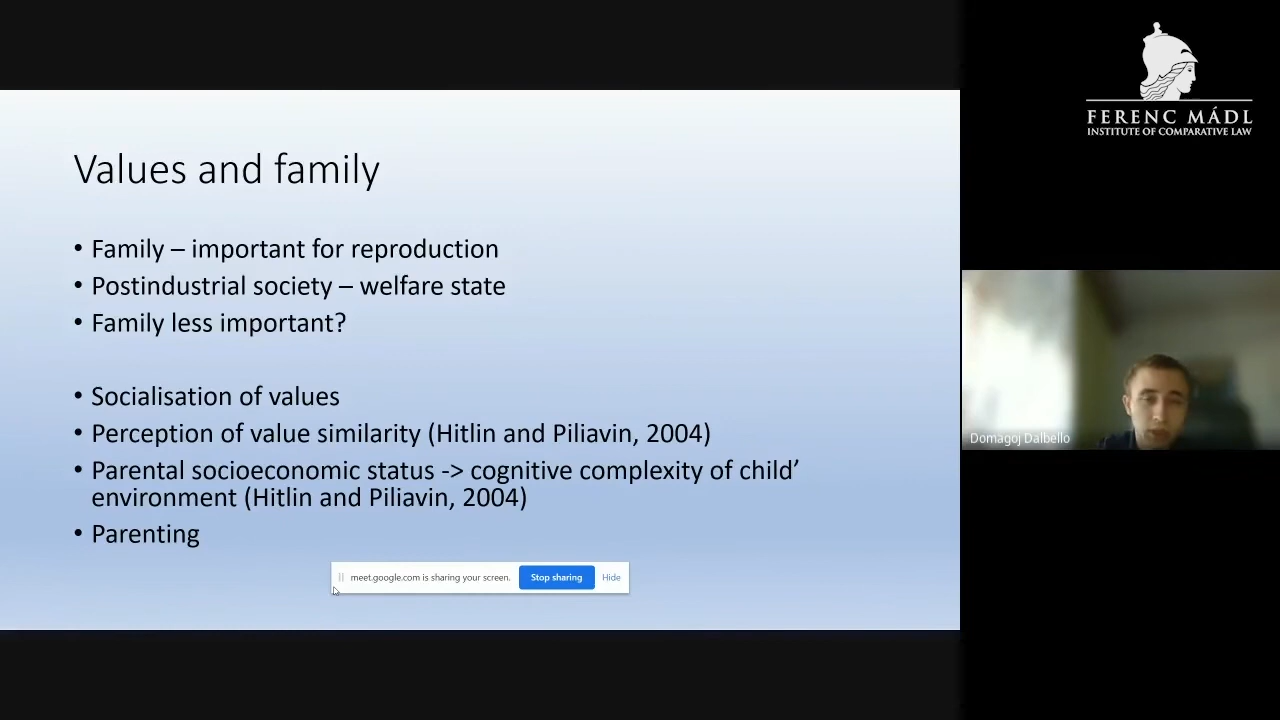 Values and family
• Family – important for reproduction
• Postindustrial society – welfare state
• Family less important?
• Socialisation of values
• Perception of value similarity (Hitlin and Piliavin, 2004)
• Parental socioeconomic status -> cognitive complexity of child’
environment (Hitlin and Piliavin, 2004)
• Parenting
meet.google.com is sharing your screen. Stop sharing Hide
FERENC MÁDL
INSTITUTE OF COMPARATIVE LAW
Domagoj Dalbello